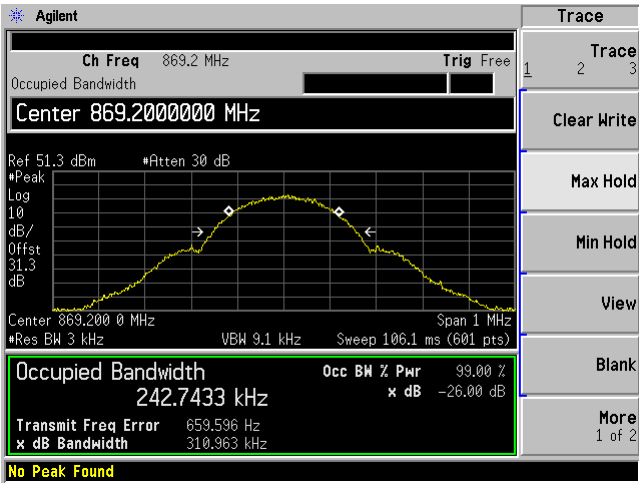 Agilent
Trace
Ch Freq 869.2 MHz Trig Free
Occupied Bandwidth
Center 869.2000000 MHz
Ref 51.3 dBm #Atten 30 dB
#Peak
Log
10
dB/
Offst
31.3
dB
Center 869.200 0 MHz Span 1 MHz
#Res BW 3 kHz VBW 9.1 kHz Sweep 106.1 ms (601 pts)
Occupied Bandwidth Occ BW % Pwr 99.00 %
242.7433 kHz x dB -26.00 dB
Transmit Freq Error 659.596 Hz
x dB Bandwidth 310.963 kHz
No Peak Found
Trace
1 2 3
Clear Write
Max Hold
Min Hold
View
Blank
More
1 of 2